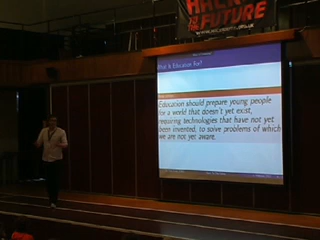 HACK
TO THE
FUTURE
What Is Education For?
Education should prepare young people
for a world that doesn't yet exist,
requiring technologies that have not yet
been invented, to solve problems of which
we are not yet aware.